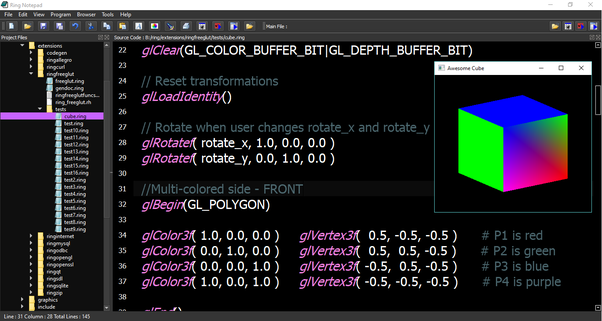 Ring Notepad
File Edit View Program Browser Tools Help
Main File :
Project Files
Source Code : B:/ring/extensions/ringfreeglut/tests/cube.ring
extensions
codegen
ringallegro
ringcurl
ringfreeglut
freeglut.ring
gendoc.ring
ringfreeglutfuncs...
ring_freeglut.rh
tests
cube.ring
test.ring
test10.ring
test11.ring
test12.ring
test13.ring
test14.ring
test15.ring
test16.ring
test2.ring
test3.ring
test4.ring
test5.ring
test6.ring
test7.ring
test8.ring
test9.ring
ringinternet
ringmysql
ringodbc
ringopengl
ringopenssl
ringqt
ringsdl
ringsqlite
ringzip
graphics
include
22 glClear(GL_COLOR_BUFFER_BIT|GL_DEPTH_BUFFER_BIT)
23
24 // Reset transformations
25 glLoadIdentity()
26
27 // Rotate when user changes rotate_x and rotate_y
28 glRotatef( rotate_x, 1.0, 0.0, 0.0 )
29 glRotatef( rotate_y, 0.0, 1.0, 0.0 )
30
31 //Multi-colored side - FRONT
32 glBegin(GL_POLYGON)
33
34 glColor3f( 1.0, 0.0, 0.0 ) glVertex3f( 0.5, -0.5, -0.5 ) # P1 is red
35 glColor3f( 0.0, 1.0, 0.0 ) glVertex3f( 0.5, 0.5, -0.5 ) # P2 is green
36 glColor3f( 0.0, 0.0, 1.0 ) glVertex3f( -0.5, 0.5, -0.5 ) # P3 is blue
37 glColor3f( 1.0, 0.0, 1.0 ) glVertex3f( -0.5, -0.5, -0.5 ) # P4 is purple
38
39 glEnd()
Awesome Cube
Line : 31 Column : 28 Total Lines : 145